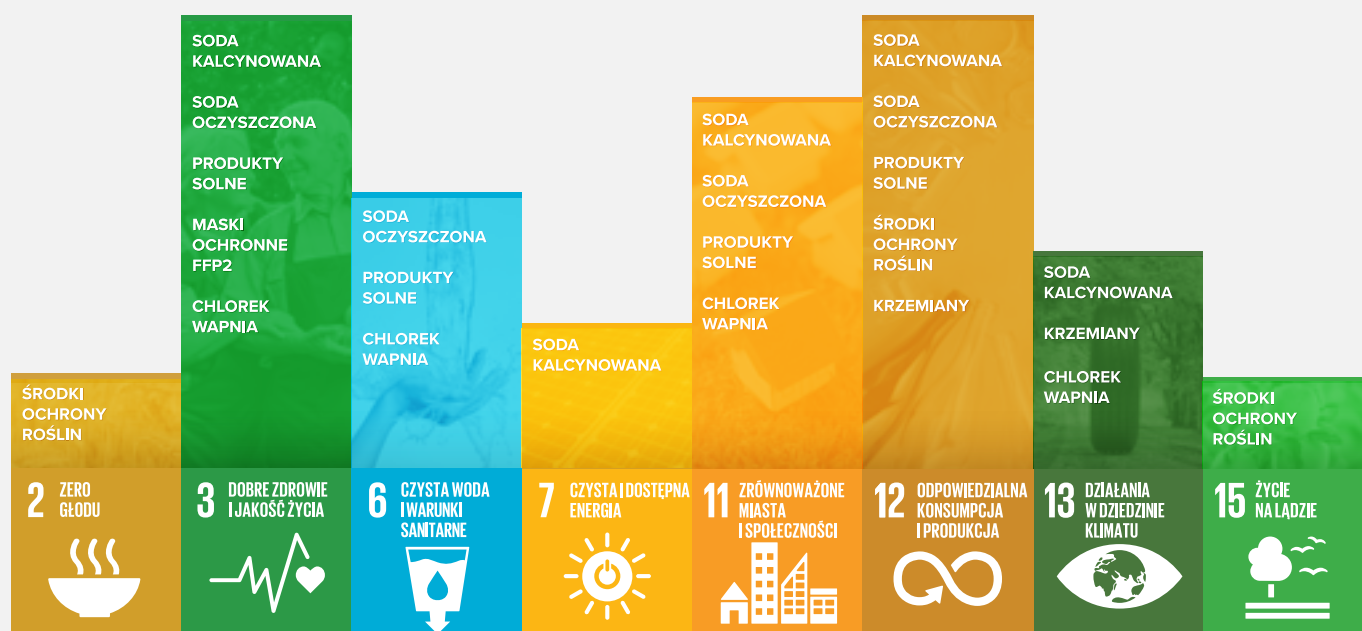 ŚRODKI
OCHRONY
ROŚLIN
2 ZERO
GŁODU
SODA
KALCYNOWANA
SODA
OCZYSZCZONA
PRODUKTY
SOLNE
MASKI
OCHRONNE
FFP2
CHLOREK
WAPNIA
3 DOBRE ZDROWIE
I JAKOŚĆ ŻYCIA
SODA
OCZYSZCZONA
PRODUKTY
SOLNE
CHLOREK
WAPNIA
6 CZYSTA WODA
I WARUNKI
SANITARNE
SODA
KALCYNOWANA
7 CZYSTA I DOSTĘPNA
ENERGIA
SODA
KALCYNOWANA
SODA
OCZYSZCZONA
PRODUKTY
SOLNE
CHLOREK
WAPNIA
11 ZRÓWNOWAŻONE
MIASTA
I SPOŁECZNOŚCI
SODA
KALCYNOWANA
SODA
OCZYSZCZONA
PRODUKTY
SOLNE
ŚRODKI
OCHRONY
ROŚLIN
KRZEMIANY
12 ODPOWIEDZIALNA
KONSUMPCJA
I PRODUKCJA
SODA
KALCYNOWANA
KRZEMIANY
CHLOREK
WAPNIA
13 DZIAŁANIA
W DZIEDZINIE
KLIMATU
ŚRODKI
OCHRONY
ROŚLIN
15 ŻYCIE
NA LĄDZIE